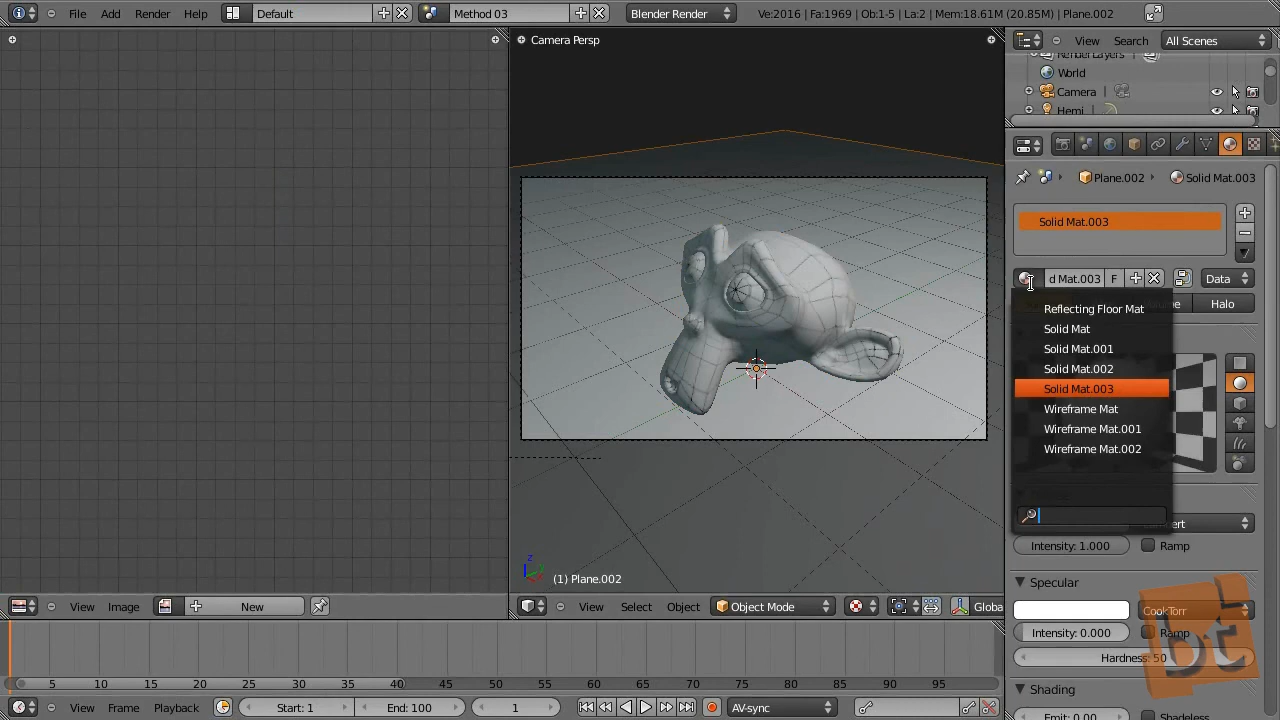 File Add Render Help Default Method 03 Blender Render Ve:2016 | Fa:1969 | Ob:1-5 | La:2 | Mem:18.61M (20.85M) | Plane.002
Camera Persp
View Search All Scenes
RenderLayers
World
Camera
Hemi
Plane.002 Solid Mat.003
Solid Mat.003
d Mat.003 F Data
Halo
Reflecting Floor Mat
Solid Mat
Solid Mat.001
Solid Mat.002
Solid Mat.003
Wireframe Mat
Wireframe Mat.001
Wireframe Mat.002
Intensity: 1.000 Ramp
Specular
CookTorr
Intensity: 0.000 Ramp
Hardness: 50
Shading
Emit: 0.00 Shadeless
z
(1) Plane.002
View Image New View Select Object Object Mode Globa
5 10 15 20 25 30 35 40 45 50 55 60 65 70 75 80 85 90 95
View Frame Playback Start: 1 End: 100 1 AV-sync
bt